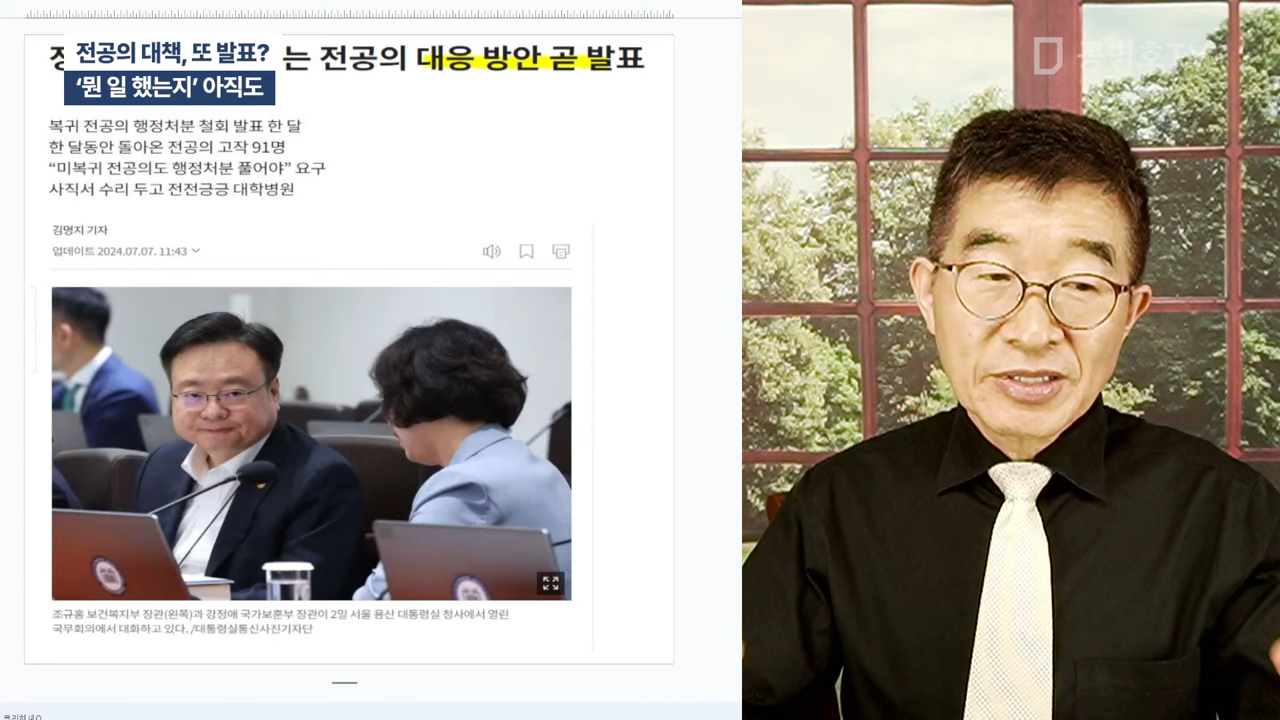 전공의 대책, 또 발표?
‘뭔 일 했는지’ 아직도
는 전공의 대응 방안 곧 발표
복귀 전공의 행정처분 철회 발표 한 달
한 달동안 돌아온 전공의 고작 91명
“미복귀 전공의도 행정처분 풀어야” 요구
사직서 수리 두고 전전긍긍 대학병원
김명지 기자
업데이트 2024.07.07. 11:43
조규홍 보건복지부 장관(왼쪽)과 강정애 국가보훈부 장관이 2일 서울 용산 대통령실 청사에서 열린
국무회의에서 대화하고 있다. /대통령실통신사진기자단